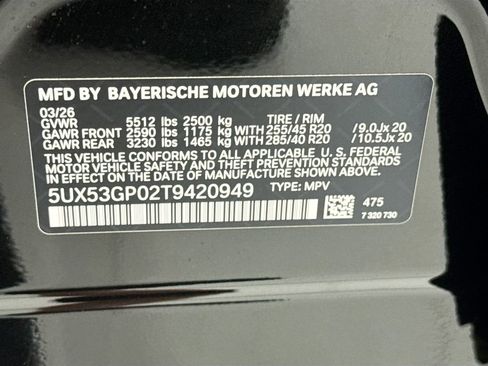 MFD BY BAYERISCHE MOTOREN WERKE AG
03/26
GVWR 5512 lbs 2500 kg TIRE / RIM
GAWR FRONT 2590 lbs 1175 kg WITH 255/45 R20 /9.0Jx 20
GAWR REAR 3230 lbs 1465 kg WITH 285/40 R20 /10.5Jx 20
THIS VEHICLE CONFORMS TO ALL APPLICABLE U. S. FEDERAL
MOTOR VEHICLE SAFETY AND THEFT PREVENTION STANDARDS
IN EFFECT ON THE DATE OF MANUFACTURE SHOWN ABOVE.
5UX53GP02T9420949 TYPE: MPV
475
7 320 730